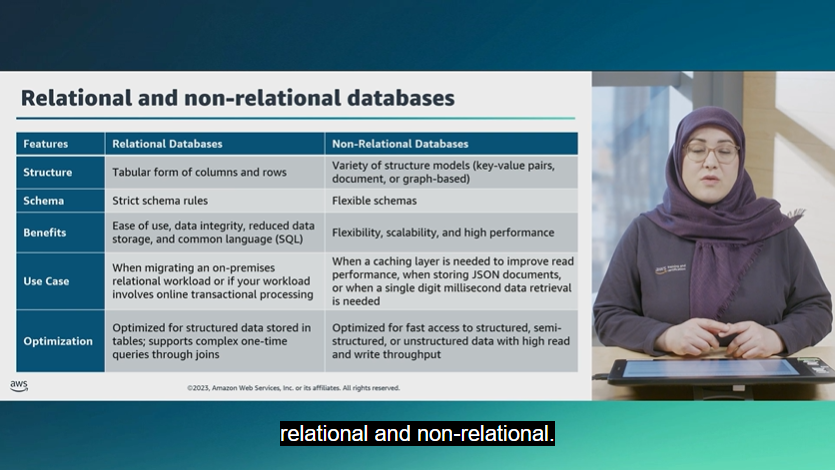 Relational and non-relational databases
Features
Relational Databases
Non-Relational Databases
Structure
Tabular form of columns and rows
Variety of structure models (key-value pairs,
document, or graph-based)
Schema
Strict schema rules
Flexible schemas
Benefits
Ease of use, data integrity, reduced data
storage, and common language (SQL)
Flexibility, scalability, and high performance
Use Case
When migrating an on-premises
relational workload or if your workload
involves online transactional processing
When a caching layer is needed to improve read
performance, when storing JSON documents,
or when a single digit millisecond data retrieval
is needed
Optimization
Optimized for structured data stored in
tables; supports complex one-time
queries through joins
Optimized for fast access to structured, semi-
structured, or unstructured data with high read
and write throughput
aws
©2023, Amazon Web Services, Inc. or its affiliates. All rights reserved.
aws
relational and non-relational.